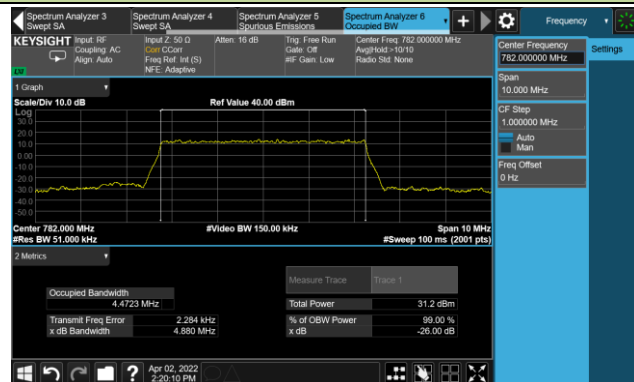 Spectrum Analyzer 3
Swept SA
Spectrum Analyzer 4
Swept SA
Spectrum Analyzer 5
Spurious Emissions
Spectrum Analyzer 6
Occupied BW
Frequency
KEYSIGHT
Input: RF
Coupling: AC
Align: Auto
Input Z: 50 Ω
Corr CCorr
Freq Ref: Int (S)
NFE: Adaptive
Atten: 16 dB
Trig: Free Run
Gate: Off
#IF Gain: Low
Center Freq: 782.000000 MHz
Avg|Hold:>10/10
Radio Std: None
Center Frequency
782.000000 MHz
Settings
Span
10.000 MHz
CF Step
1.000000 MHz
Auto
Man
Freq Offset
0 Hz
1 Graph
Scale/Div 10.0 dB
Ref Value 40.00 dBm
Log
30.0
20.0
10.0
0.00
-10.0
-20.0
-30.0
-40.0
-50.0
Center 782.000 MHz
#Video BW 150.00 kHz
Span 10 MHz
#Res BW 51.000 kHz
#Sweep 100 ms (2001 pts)
2 Metrics
Measure Trace
Trace 1
Occupied Bandwidth
4.4723 MHz
Total Power
31.2 dBm
Transmit Freq Error
2.284 kHz
% of OBW Power
99.00 %
x dB Bandwidth
4.880 MHz
x dB
-26.00 dB
?
Apr 02, 2022
2:20:10 PM